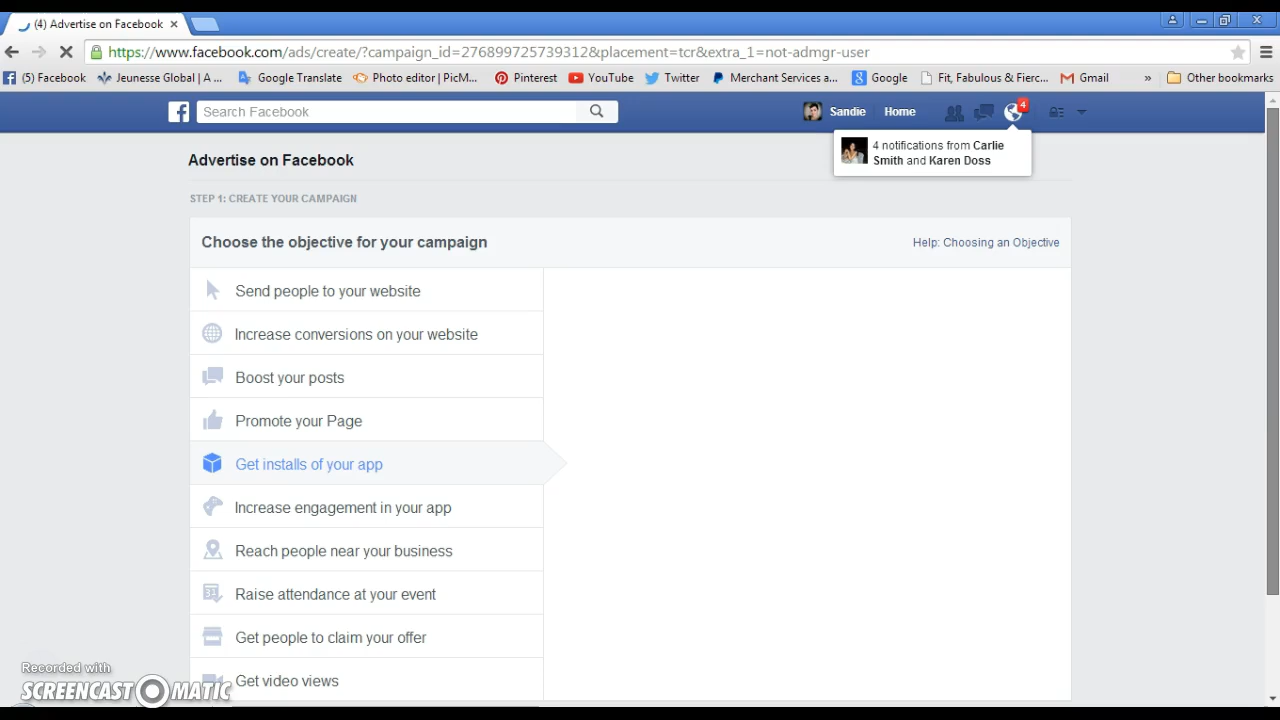 (4) Advertise on Facebook
https://www.facebook.com/ads/create/?campaign_id=276899725739312&placement=tcr&extra_1=not-admgr-user
(5) Facebook Jeunesse Global | A ... Google Translate Photo editor | PicM... Pinterest YouTube Twitter Merchant Services a... Google Fit, Fabulous & Fierc... Gmail » Other bookmarks
Search Facebook Sandie Home 4
4 notifications from Carlie
Smith and Karen Doss
Advertise on Facebook
STEP 1: CREATE YOUR CAMPAIGN
Choose the objective for your campaign Help: Choosing an Objective
Send people to your website
Increase conversions on your website
Boost your posts
Promote your Page
Get installs of your app
Increase engagement in your app
Reach people near your business
31 Raise attendance at your event
Get people to claim your offer
Get video views
Recorded with
SCREENCAST MATIC